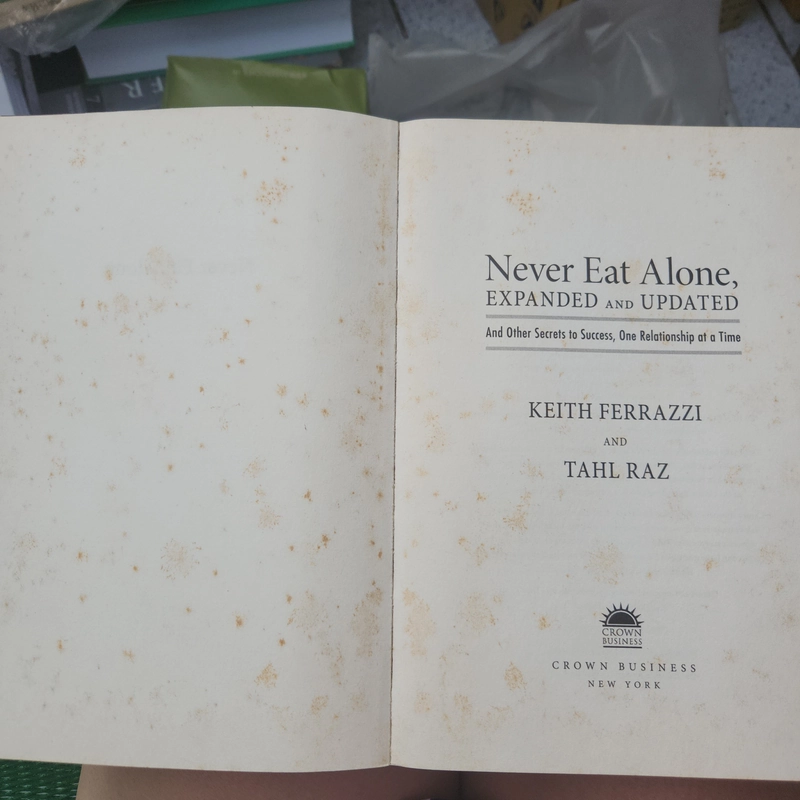 Never Eat Alone,
EXPANDED AND UPDATED
And Other Secrets to Success, One Relationship at a Time
KEITH FERRAZZI
AND
TAHL RAZ
CROWN
BUSINESS
CROWN BUSINESS
NEW YORK